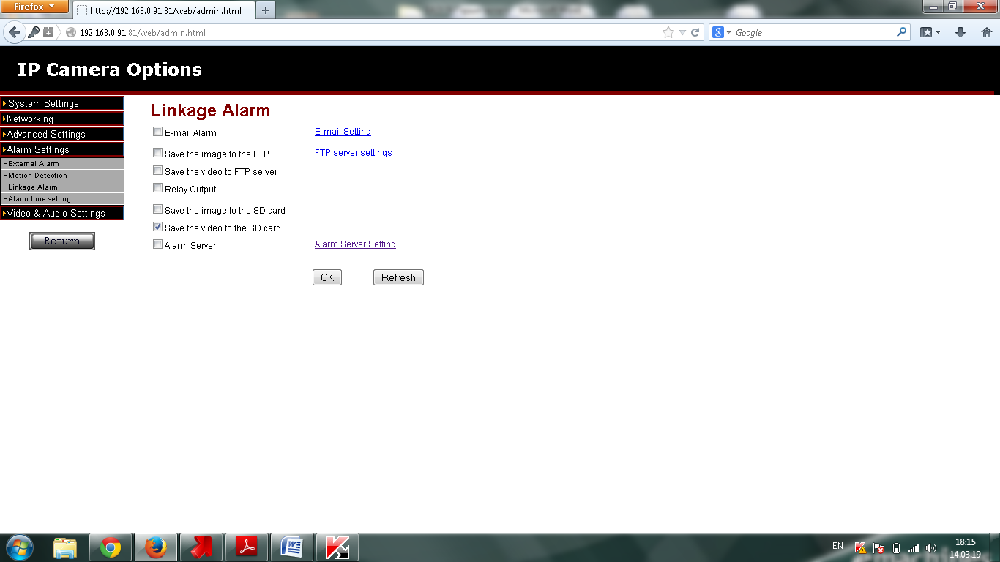 Firefox
http://192.168.0.91:81/web/admin.html
192.168.0.91:81/web/admin.html
Google
IP Camera Options
System Settings
Networking
Advanced Settings
Alarm Settings
−External Alarm
−Motion Detection
−Linkage Alarm
−Alarm time setting
Video & Audio Settings
Return
Linkage Alarm
E-mail Alarm E-mail Setting
Save the image to the FTP FTP server settings
Save the video to FTP server
Relay Output
Save the image to the SD card
Save the video to the SD card
Alarm Server Alarm Server Setting
OK Refresh
EN
18:15
14.03.19